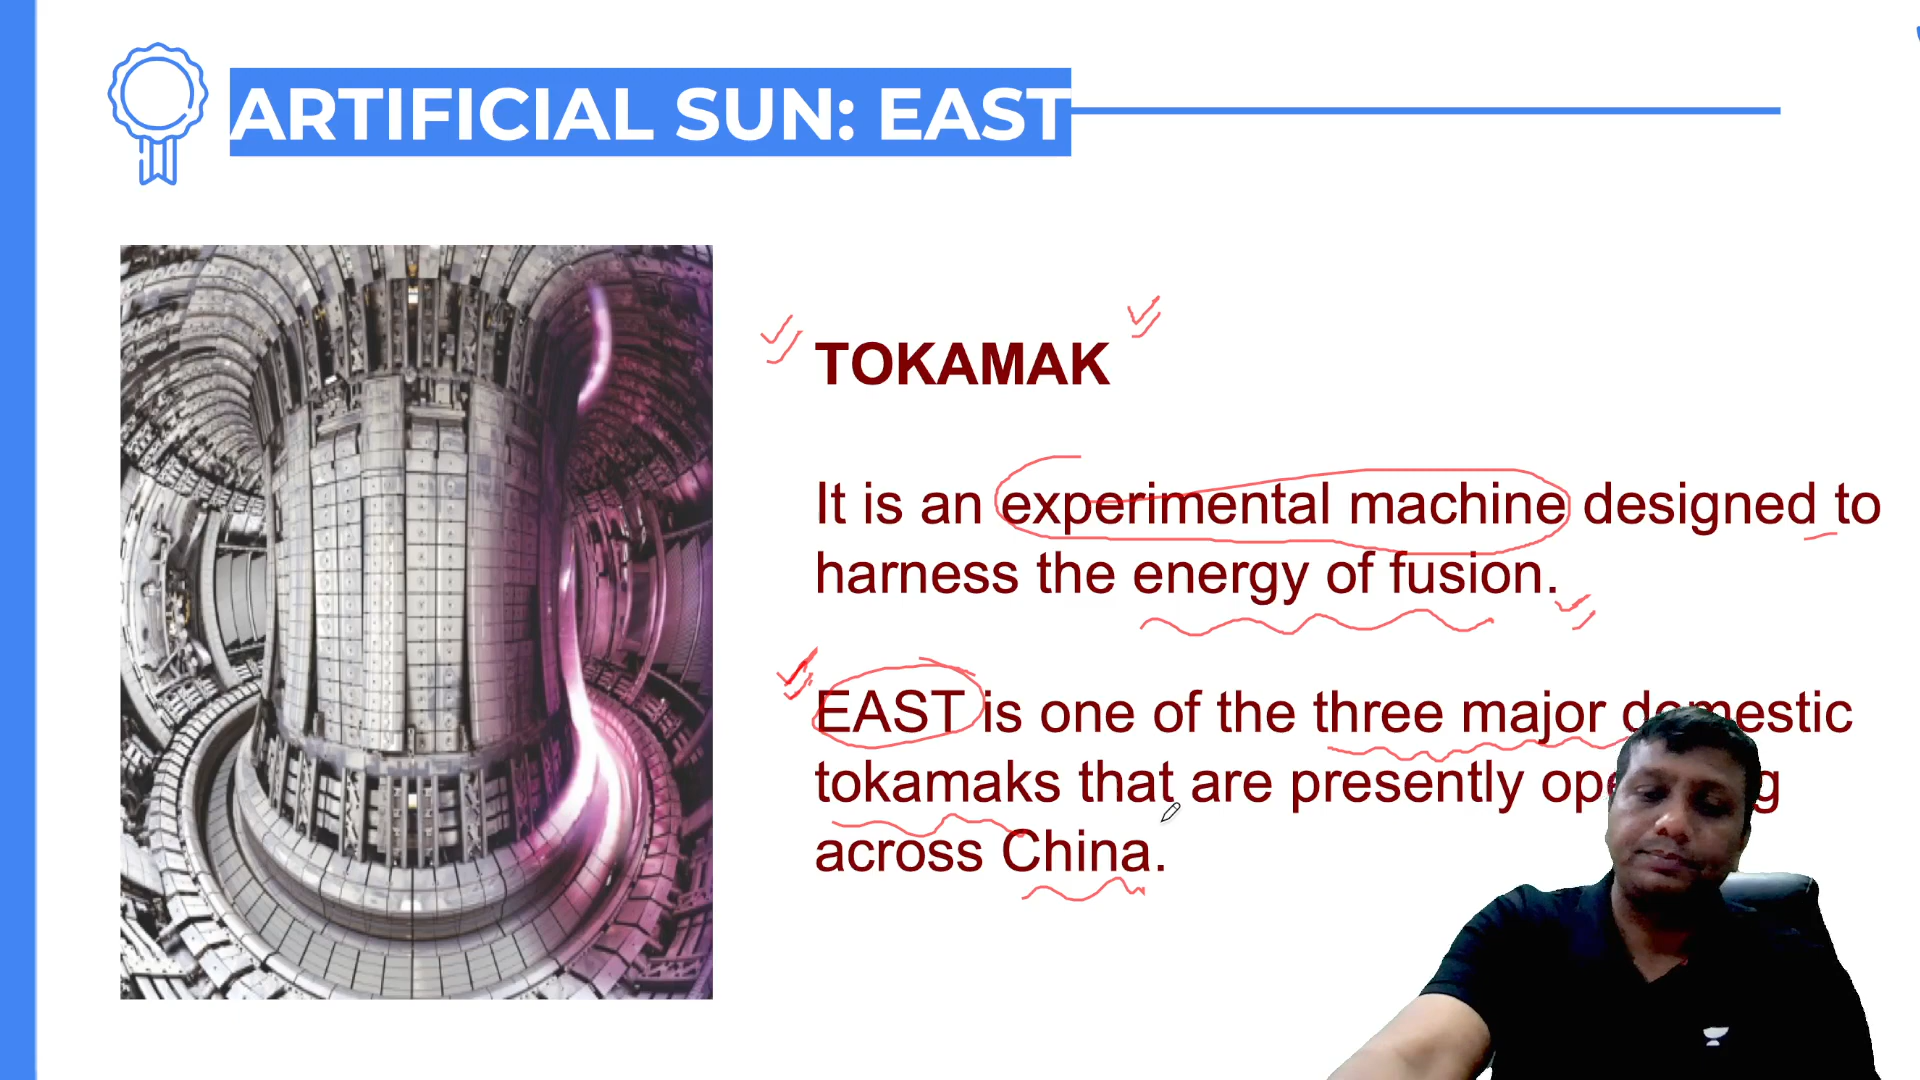 ARTIFICIAL SUN: EAST
TOKAMAK
It is an experimental machine designed to
harness the energy of fusion.
EAST is one of the three major domestic
tokamaks that are presently
across China.